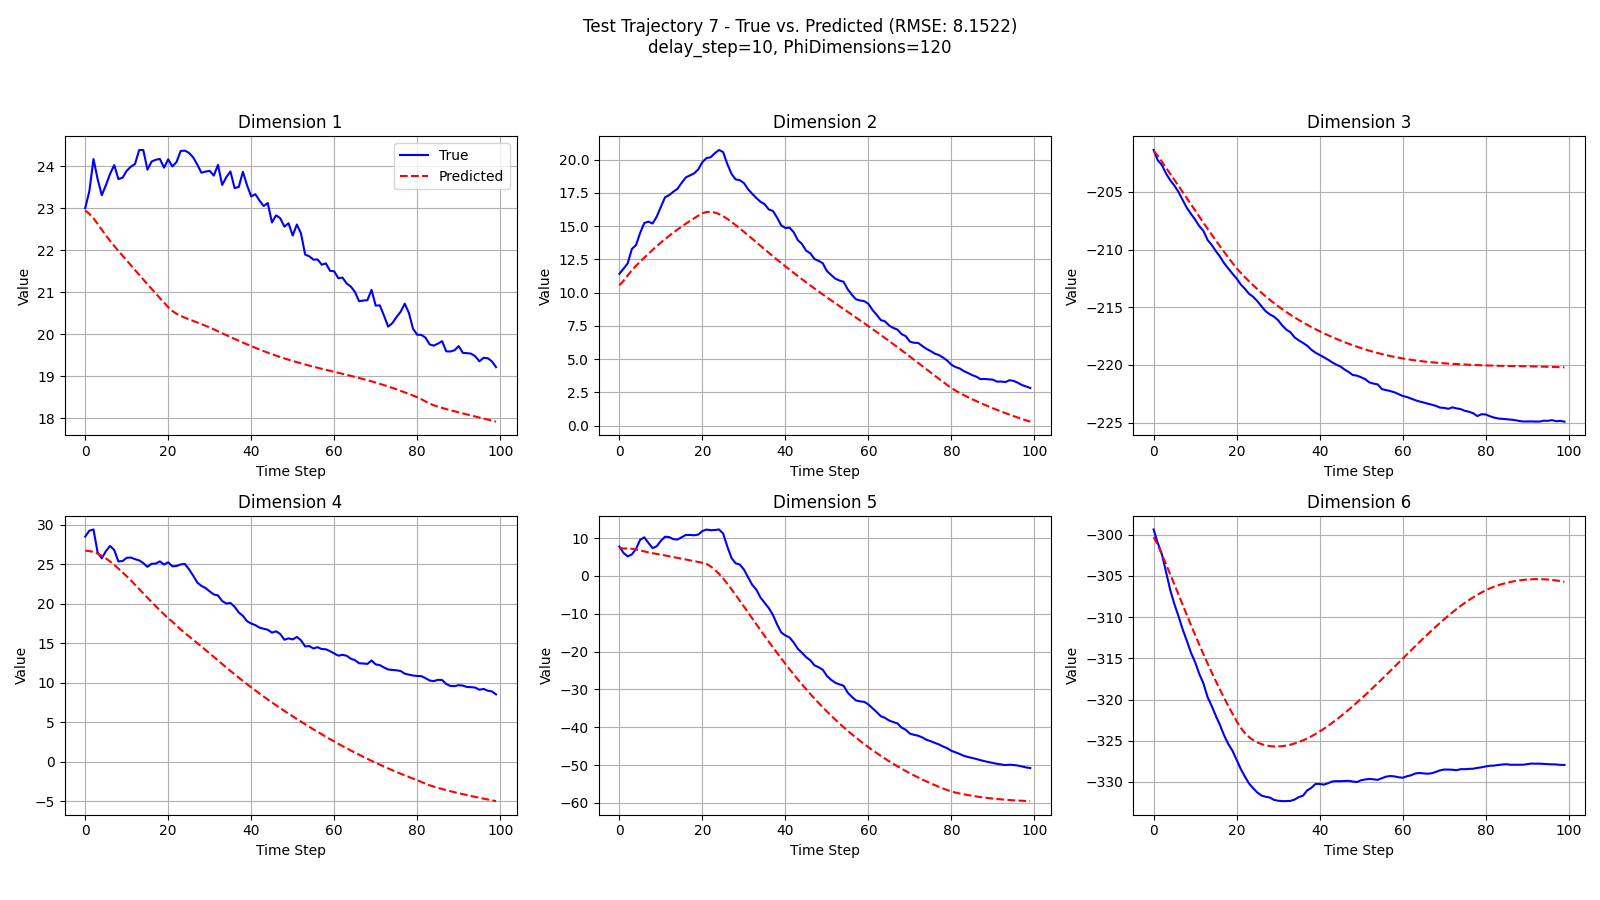 Test Trajectory 7 - True vs. Predicted (RMSE: 8.1522)
delay_step=10, PhiDimensions=120
Dimension 1
24
23
22
21
20
19
18
Value
0 20 40 60 80 100
Time Step
True
Predicted
Dimension 2
20.0
17.5
15.0
12.5
10.0
7.5
5.0
2.5
0.0
Value
0 20 40 60 80 100
Time Step
Dimension 3
−205
−210
−215
−220
−225
Value
0 20 40 60 80 100
Time Step
Dimension 4
30
25
20
15
10
5
0
−5
Value
0 20 40 60 80 100
Time Step
Dimension 5
10
0
−10
−20
−30
−40
−50
−60
Value
0 20 40 60 80 100
Time Step
Dimension 6
−300
−305
−310
−315
−320
−325
−330
Value
0 20 40 60 80 100
Time Step